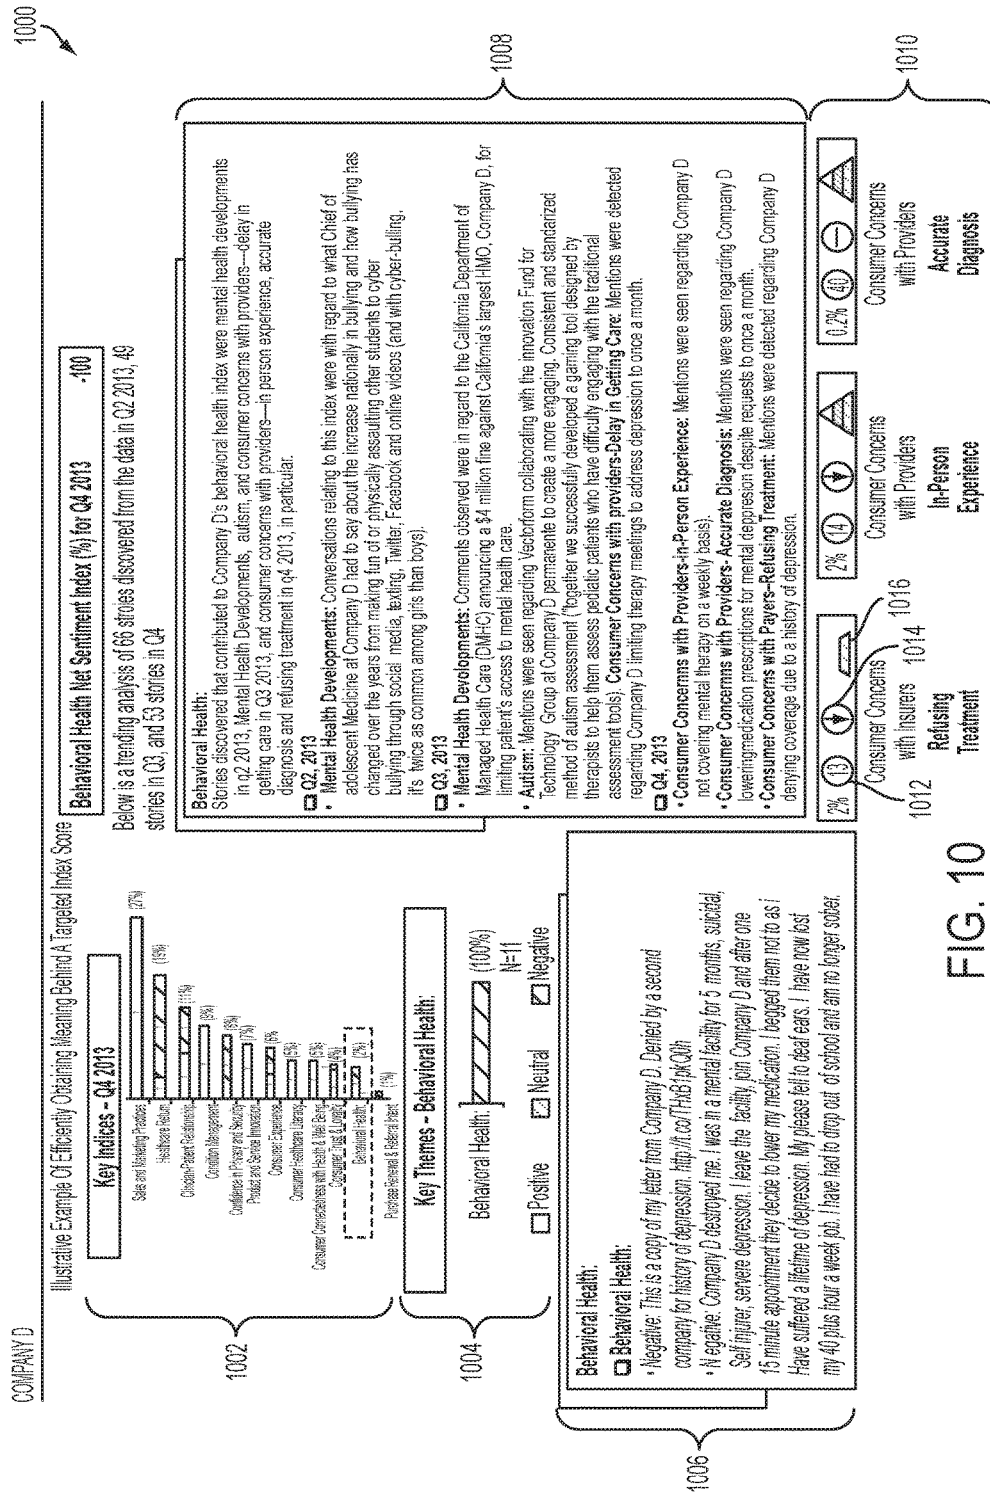 1000
COMPANY D
Illustrative Example Of Efficiently Obtaining Meaning Behind A Targeted Index Score
Key Indices – Q4 2013
Sales and Marketing Practices (27%)
Healthcare Reform (19%)
Clinician-Patient Relationship (11%)
Condition Management (9%)
Confidence in Privacy and Security (8%)
Product and Service Innovation (7%)
Consumer Experience (6%)
Consumer Healthcare Literacy (5%)
Consumer Connectedness with Health & Well Being (5%)
Consumer Trust & Loyalty (4%)
Behavioral Health (2%)
Purchase Renewal & Referral Intent (1%)
1002
Key Themes – Behavioral Health:
Behavioral Health: (100%)
N=11
Positive Neutral Negative
1004
Behavioral Health:
Behavioral Health:
• Negative: This is a copy of my letter from Company D. Denied by a second
company for history of depression.
• N egative: Company D destroyed me. I was in a mental facility for 5 months, suicidal,
Self injurer, servere depression. I leave the facility, join Company D and after one
15 minute appointment they decide to lower my medication. I begged them not to as I
Have suffered a lifetime of depression. My please fell to deaf ears. I have now lost
my 40 plus hour a week job. I have had to drop out of school and am no longer sober.
1006
Behavioral Health Net Sentiment Index (%) for Q4 2013 -100
Below is a trending analysis of 66 stroies discovered from the data in Q2 2013, 49
stories in Q3, and 53 stories in Q4
Behavioral Health:
Stories discovered that contributed to Company D's behavioral health index were mental health developments
in q2 2013, Mental Health Developments, autism, and consumer concerns with providers—delay in
getting care in Q3 2013, and consumer concerns with providers—in person experience, accurate
diagnosis and refusing treatment in q4 2013, in particular.
Q2, 2013
• Mental Health Developments: Conversations relating to this index were with regard to what Chief of
adolescent Medicine at Company D had to say about the increase nationally in bullying and how bullying has
changed over the years from making fun of or physically assaulting other students to cyber
bullying through social media, texting, Twitter, Facebook and online videos (and with cyber-bulling,
it's twice as common among girls than boys).
Q3, 2013
• Mental Health Devolopments: Comments observed were in regard to the California Department of
Managed Health Care (DMHC) announcing a $4 million fine against California's largest HMO, Company D, for
limiting patient's access to mental health care.
• Autism: Mentions were seen regarding Vectorform collaborating with the innovation Fund for
Technology Group at Company D permanente to create a more engaging. Consistent and standarized
method of autism assessment ("together we successfully developed a gaming tool designed by
therapists to help them assess pediatic patients who have difficulty engaging with the traditional
assessment tools). Consumer Concerns with providers-Delay in Getting Care: Mentions were detected
regarding Company D limiting therapy meetings to address depression to once a month.
Q4, 2013
• Consumer Concerns with Providers-in-Person Experience: Mentions were seen regarding Company D
not covering mental therapy on a weekly basis).
• Consumer Concerncs with Providers- Accurate Diagnosis: Mentions were seen regarding Company D
loweringmedication prescriptions for mental depresision despite requests to once a month.
• Consumer Concerns with Payers–Refusing Treatment: Mentions were detected regarding Company D
denying coverage due to a history of depression.
1008
2% 13
Consumer Concerns
with Insurers
Refusing
Treatment
1012
1014
1016
2% 14
Consumer Concerns
with Providers
In-Person
Experience
0.2% 40
Consumer Concerns
with Providers
Accurate
Diagnosis
1010
FIG. 10